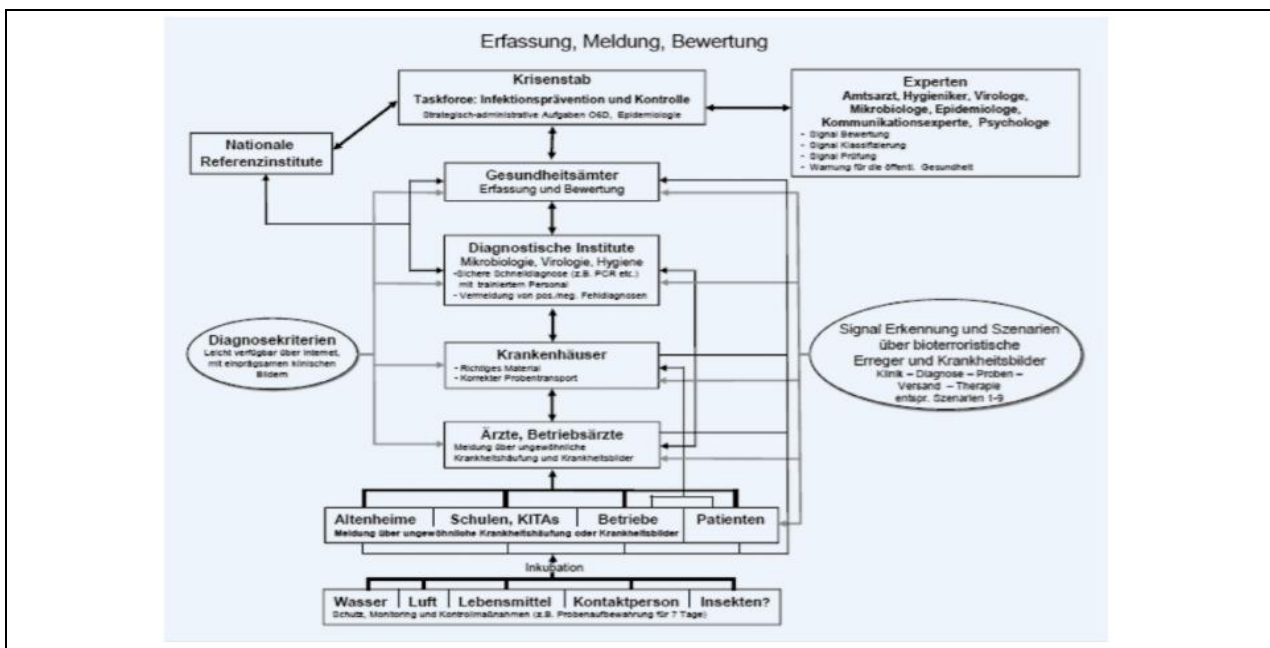 Erfassung, Meldung, Bewertung
Krisenstab
Taskforce: Infektionsprävention und Kontrolle
Strategisch-administrative Aufgaben ÖGD, Epidemiologie
Experten
Amtsarzt, Hygieniker, Virologe,
Mikrobiologe, Epidemiologe,
Kommunikationsexperte, Psychologe
- Signal Bewertung
- Signal Klassifizierung
- Signal Prüfung
- Warnung für die öffentl. Gesundheit
Nationale
Referenzinstitute
Gesundheitsämter
Erfassung und Bewertung
Diagnostische Institute
Mikrobiologie, Virologie, Hygiene
-Sichere Schnelldiagnose (z.B. PCR etc.)
mit trainiertem Personal
- Vermeldung von pos./neg. Fehldiagnosen
Diagnosekriterien
Leicht verfügbar über Internet,
mit einprägsamen klinischen
Bildern
Krankenhäuser
- Richtiges Material
- Korrekter Probentransport
Signal Erkennung und Szenarien
über bioterroristische
Erreger und Krankheitsbilder
Klinik – Diagnose – Proben –
Versand – Therapie
entspr. Szenarien 1-9
Ärzte, Betriebsärzte
Meldung über ungewöhnliche
Krankheitshäufung und Krankheitsbilder
Altenheime | Schulen, KITAs | Betriebe | Patienten
Meldung über ungewöhnliche Krankheitshäufung oder Krankheitsbilder
Inkubation
Wasser | Luft | Lebensmittel | Kontaktperson | Insekten?
Schutz, Monitoring und Kontrollmaßnahmen (z.B. Probenaufbewahrung für 7 Tage)